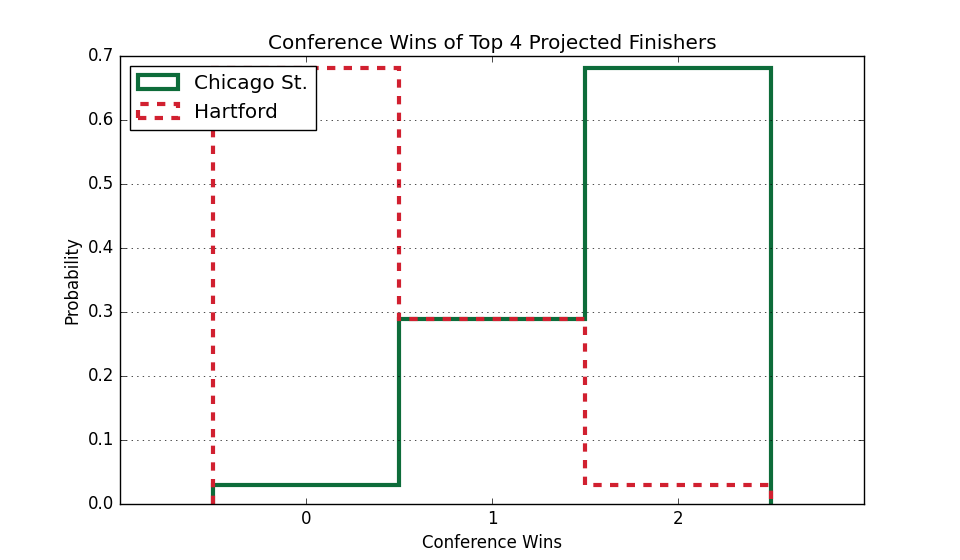 Conference Wins of Top 4 Projected Finishers
0.7
0.6
0.5
0.4
0.3
0.2
0.1
0.0
Probability
Chicago St.
Hartford
0 1 2
Conference Wins